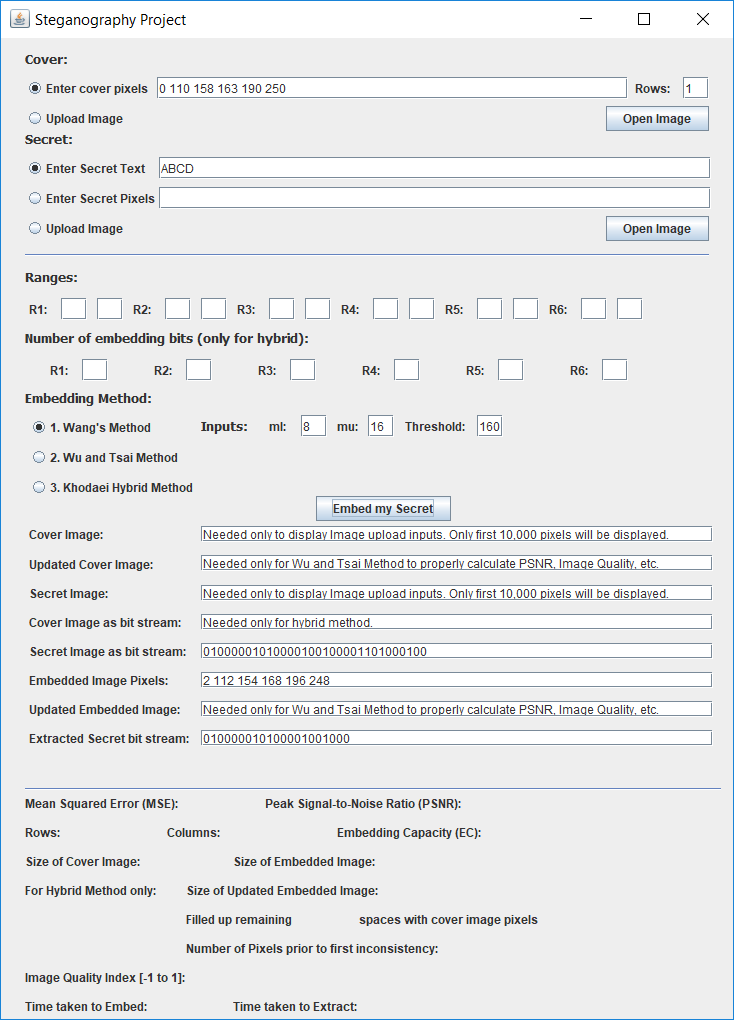 Steganography Project
Cover:
Enter cover pixels 0 110 158 163 190 250 Rows: 1
Upload Image Open Image
Secret:
Enter Secret Text ABCD
Enter Secret Pixels
Upload Image Open Image
Ranges:
R1: R2: R3: R4: R5: R6:
Number of embedding bits (only for hybrid):
R1: R2: R3: R4: R5: R6:
Embedding Method:
1. Wang's Method Inputs: ml: 8 mu: 16 Threshold: 160
2. Wu and Tsai Method
3. Khodaei Hybrid Method
Embed my Secret
Cover Image: Needed only to display Image upload inputs. Only first 10,000 pixels will be displayed.
Updated Cover Image: Needed only for Wu and Tsai Method to properly calculate PSNR, Image Quality, etc.
Secret Image: Needed only to display Image upload inputs. Only first 10,000 pixels will be displayed.
Cover Image as bit stream: Needed only for hybrid method.
Secret Image as bit stream: 01000001010000100100001101000100
Embedded Image Pixels: 2 112 154 168 196 248
Updated Embedded Image: Needed only for Wu and Tsai Method to properly calculate PSNR, Image Quality, etc.
Extracted Secret bit stream: 010000010100001001000
Mean Squared Error (MSE): Peak Signal-to-Noise Ratio (PSNR):
Rows: Columns: Embedding Capacity (EC):
Size of Cover Image: Size of Embedded Image:
For Hybrid Method only: Size of Updated Embedded Image:
Filled up remaining spaces with cover image pixels
Number of Pixels prior to first inconsistency:
Image Quality Index [-1 to 1]:
Time taken to Embed: Time taken to Extract: